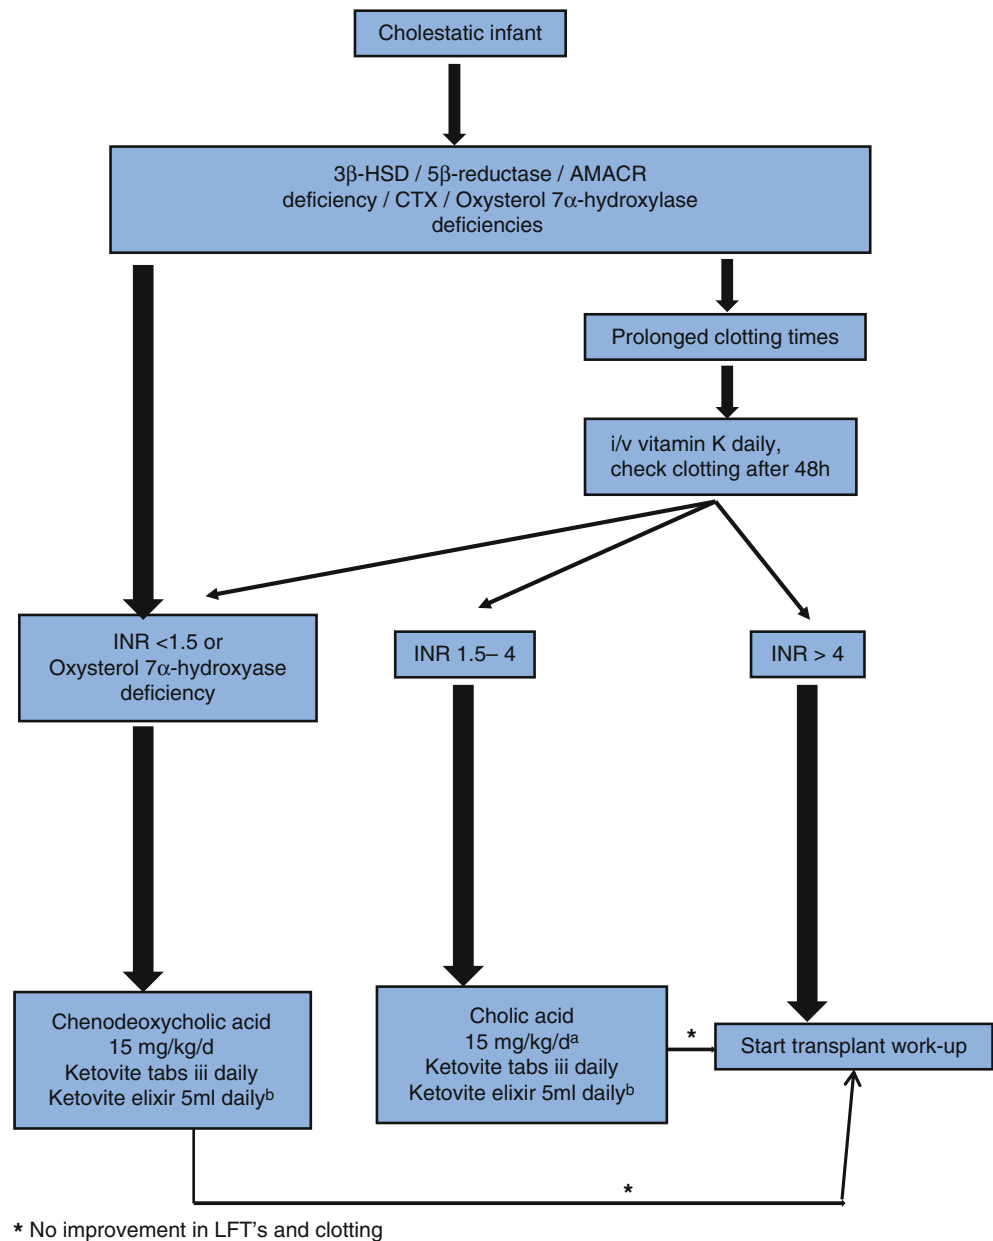 Cholestatic infant
3β-HSD / 5β-reductase / AMACR
deficiency / CTX / Oxysterol 7α-hydroxylase
deficiencies
Prolonged clotting times
i/v vitamin K daily,
check clotting after 48h
INR <1.5 or
Oxysterol 7α-hydroxyase
deficiency
INR 1.5– 4
INR > 4
Chenodeoxycholic acid
15 mg/kg/d
Ketovite tabs iii daily
Ketovite elixir 5ml dailyᵇ
Cholic acid
15 mg/kg/dᵃ
Ketovite tabs iii daily
Ketovite elixir 5ml dailyᵇ
*
Start transplant work-up
*
* No improvement in LFT's and clotting